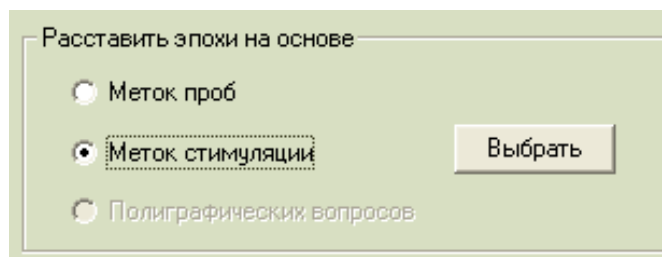 Расставить эпохи на основе
Меток проб
Меток стимуляции
Выбрать
Полиграфических вопросов